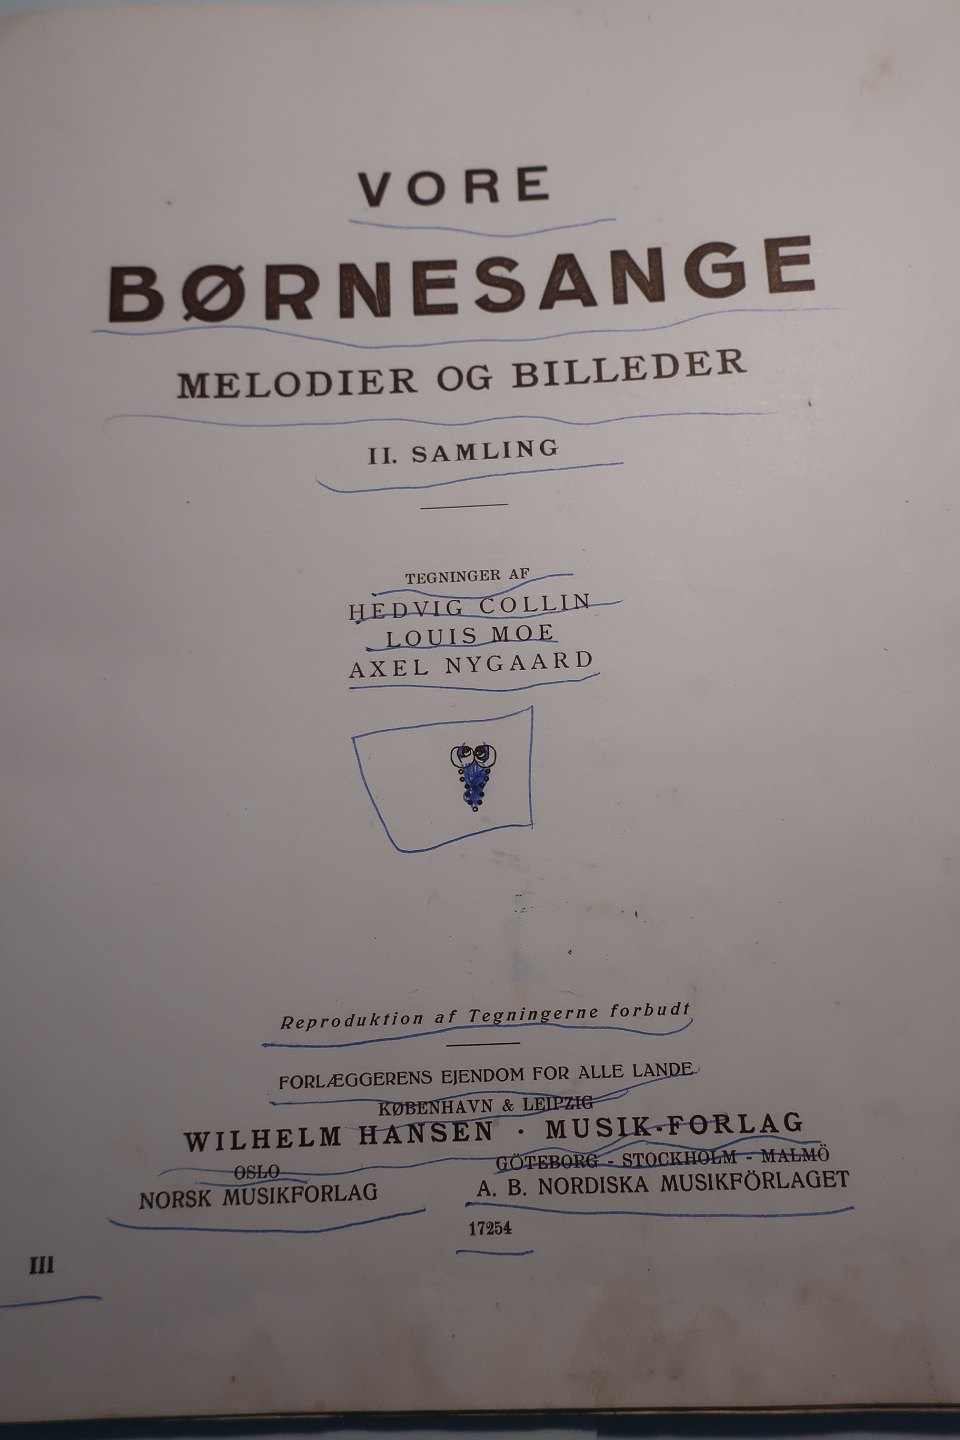 VORE
BØRNESANGE
MELODIER OG BILLEDER
II. SAMLING
TEGNINGER AF
HEDVIG COLLIN
LOUIS MOE
AXEL NYGAARD
Reproduktion af Tegningerne forbudt
FORLÆGGERENS EJENDOM FOR ALLE LANDE
KØBENHAVN & LEIPZIG
WILHELM HANSEN · MUSIK-FORLAG
OSLO
NORSK MUSIKFORLAG
GÖTEBORG - STOCKHOLM - MALMÖ
A. B. NORDISKA MUSIKFÖRLAGET
17254
III